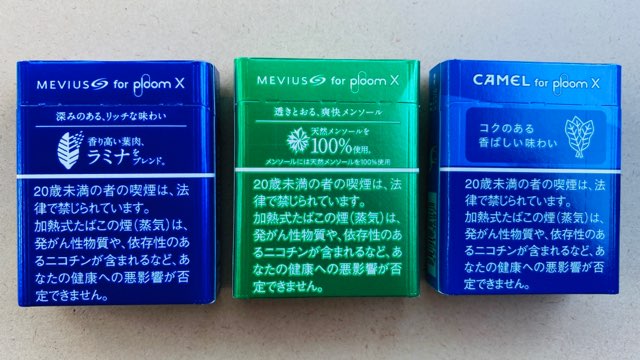 MEVIUS for ploom X
深みのある、リッチな味わい
香り高い葉肉、
ラミナをブレンド。
20歳未満の者の喫煙は、法
律で禁じられています。
加熱式たばこの煙(蒸気)は、
発がん性物質や、依存性のあ
るニコチンが含まれるなど、あ
なたの健康への悪影響が否
定できません。
MEVIUS for ploom X
透きとおる、爽快メンソール
天然メンソールを
100%使用。
メンソールには天然メンソールを100%使用
20歳未満の者の喫煙は、法
律で禁じられています。
加熱式たばこの煙(蒸気)は、
発がん性物質や、依存性のあ
るニコチンが含まれるなど、あ
なたの健康への悪影響が否
定できません。
CAMEL for ploom X
コクのある
香ばしい味わい
20歳未満の者の喫煙は、法
律で禁じられています。
加熱式たばこの煙(蒸気)は、
発がん性物質や、依存性のあ
るニコチンが含まれるなど、あ
なたの健康への悪影響が否
定できません。